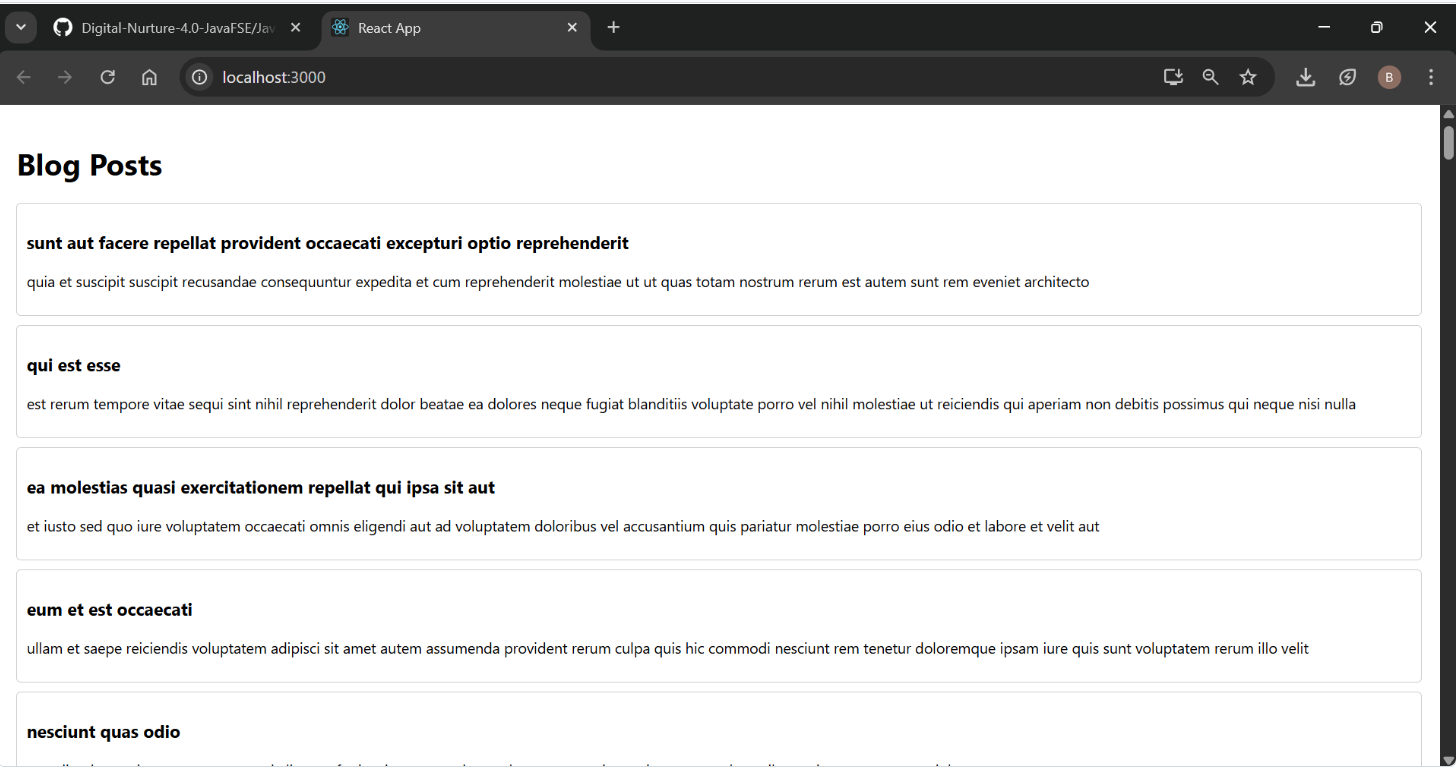 Digital-Nurture-4.0-JavaFSE/Jav
React App
localhost:3000
B
Blog Posts
sunt aut facere repellat provident occaecati excepturi optio reprehenderit
quia et suscipit suscipit recusandae consequuntur expedita et cum reprehenderit molestiae ut ut quas totam nostrum rerum est autem sunt rem eveniet architecto
qui est esse
est rerum tempore vitae sequi sint nihil reprehenderit dolor beatae ea dolores neque fugiat blanditiis voluptate porro vel nihil molestiae ut reiciendis qui aperiam non debitis possimus qui neque nisi nulla
ea molestias quasi exercitationem repellat qui ipsa sit aut
et iusto sed quo iure voluptatem occaecati omnis eligendi aut ad voluptatem doloribus vel accusantium quis pariatur molestiae porro eius odio et labore et velit aut
eum et est occaecati
ullam et saepe reiciendis voluptatem adipisci sit amet autem assumenda provident rerum culpa quis hic commodi nesciunt rem tenetur doloremque ipsam iure quis sunt voluptatem rerum illo velit
nesciunt quas odio